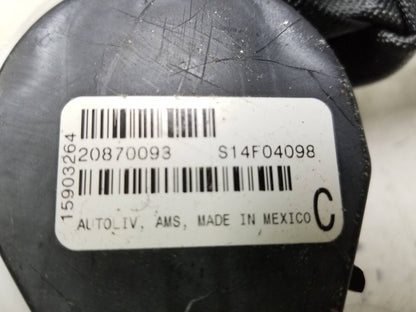 15903264
20870093 S14F04098
AUTOLIV, AMS, MADE IN MEXICO C